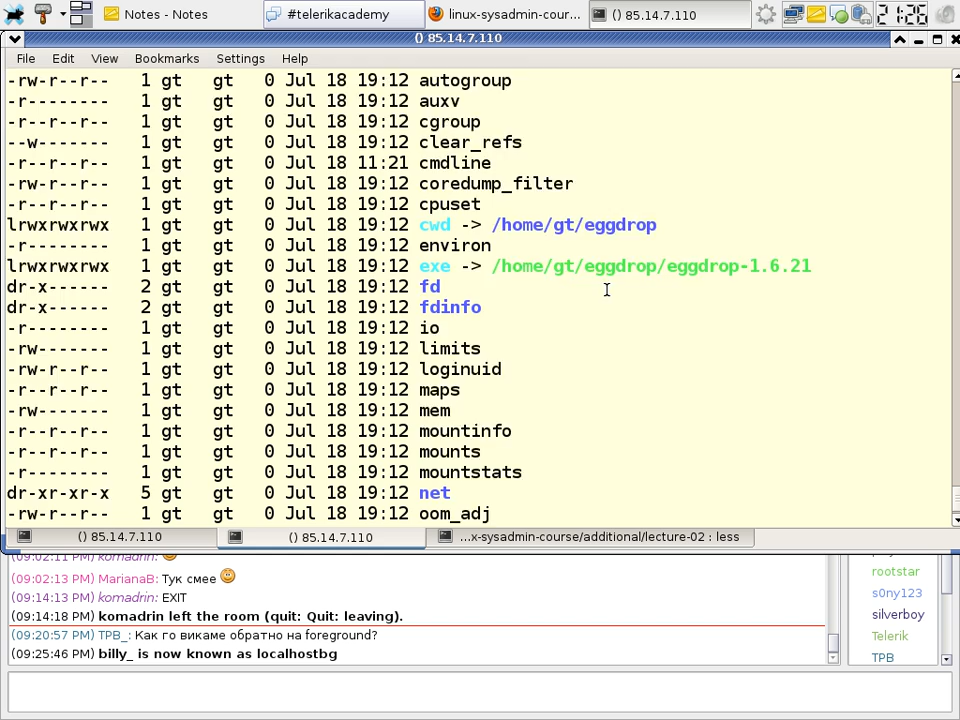 Notes - Notes
#telerikacademy
linux-sysadmin-cour...
() 85.14.7.110
21:26
() 85.14.7.110
File Edit View Bookmarks Settings Help
-rw-r--r-- 1 gt gt 0 Jul 18 19:12 autogroup
-r-------- 1 gt gt 0 Jul 18 19:12 auxv
-r--r--r-- 1 gt gt 0 Jul 18 19:12 cgroup
--w------- 1 gt gt 0 Jul 18 19:12 clear_refs
-r--r--r-- 1 gt gt 0 Jul 18 11:21 cmdline
-rw-r--r-- 1 gt gt 0 Jul 18 19:12 coredump_filter
-r--r--r-- 1 gt gt 0 Jul 18 19:12 cpuset
lrwxrwxrwx 1 gt gt 0 Jul 18 19:12 cwd -> /home/gt/eggdrop
-r-------- 1 gt gt 0 Jul 18 19:12 environ
lrwxrwxrwx 1 gt gt 0 Jul 18 19:12 exe -> /home/gt/eggdrop/eggdrop-1.6.21
dr-x------ 2 gt gt 0 Jul 18 19:12 fd
dr-x------ 2 gt gt 0 Jul 18 19:12 fdinfo
-r-------- 1 gt gt 0 Jul 18 19:12 io
-rw------- 1 gt gt 0 Jul 18 19:12 limits
-rw-r--r-- 1 gt gt 0 Jul 18 19:12 loginuid
-r--r--r-- 1 gt gt 0 Jul 18 19:12 maps
-rw------- 1 gt gt 0 Jul 18 19:12 mem
-r--r--r-- 1 gt gt 0 Jul 18 19:12 mountinfo
-r--r--r-- 1 gt gt 0 Jul 18 19:12 mounts
-r-------- 1 gt gt 0 Jul 18 19:12 mountstats
dr-xr-xr-x 5 gt gt 0 Jul 18 19:12 net
-rw-r--r-- 1 gt gt 0 Jul 18 19:12 oom_adj
() 85.14.7.110
() 85.14.7.110
...x-sysadmin-course/additional/lecture-02 : less
(09:02:11 PM) komadrin:
(09:02:13 PM) MarianaB: Тук смее
(09:14:13 PM) komadrin: EXIT
(09:14:18 PM) komadrin left the room (quit: Quit: leaving).
(09:20:57 PM) TPB_: Как го викаме обратно на foreground?
(09:25:46 PM) billy_ is now known as localhostbg
rootstar
s0ny123
silverboy
Telerik
TPB